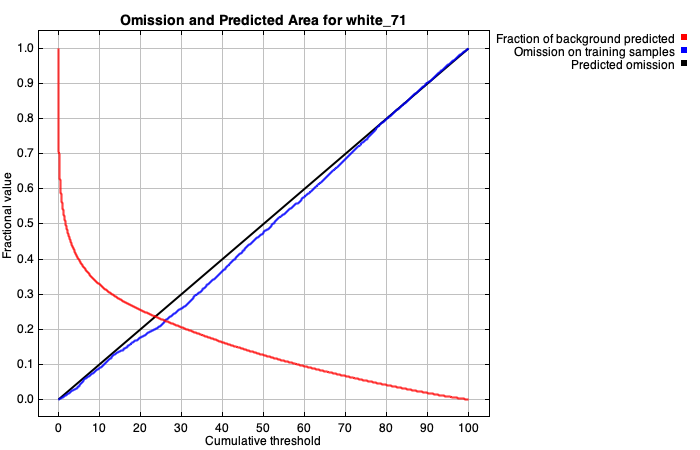 Omission and Predicted Area for white_71
Fraction of background predicted
Omission on training samples
Predicted omission
Fractional value
1.0
0.9
0.8
0.7
0.6
0.5
0.4
0.3
0.2
0.1
0.0
0 10 20 30 40 50 60 70 80 90 100
Cumulative threshold